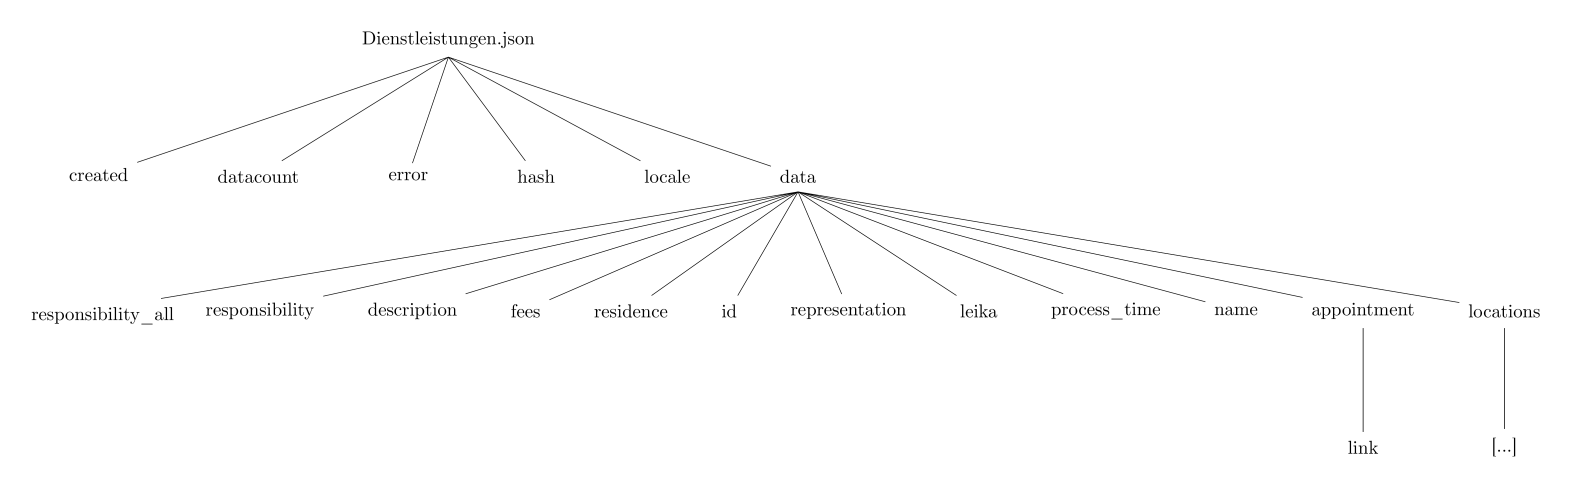 Dienstleistungen.json
created datacount error hash locale data
responsibility_all responsibility description fees residence id representation leika process_time name appointment locations
link [...]